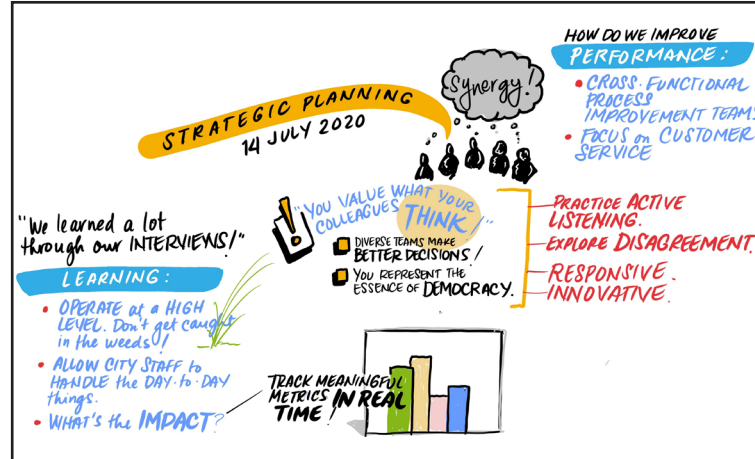 STRATEGIC PLANNING
14 JULY 2020
Synergy!
HOW DO WE IMPROVE
PERFORMANCE:
• CROSS-FUNCTIONAL
PROCESS
IMPROVEMENT TEAMS
• FOCUS on CUSTOMER
SERVICE
"YOU VALUE WHAT YOUR
COLLEAGUES THINK!"
DIVERSE TEAMS MAKE
BETTER DECISIONS!
YOU REPRESENT THE
ESSENCE OF DEMOCRACY.
PRACTICE ACTIVE
LISTENING.
EXPLORE DISAGREEMENT
RESPONSIVE.
INNOVATIVE.
"We learned a lot
through our INTERVIEWS!"
LEARNING:
• OPERATE at a HIGH
LEVEL. Don't get caught
in the weeds!
• ALLOW CITY STAFF to
HANDLE the DAY-to-DAY
things.
• WHAT'S the IMPACT?
TRACK MEANINGFUL
METRICS IN REAL
TIME!